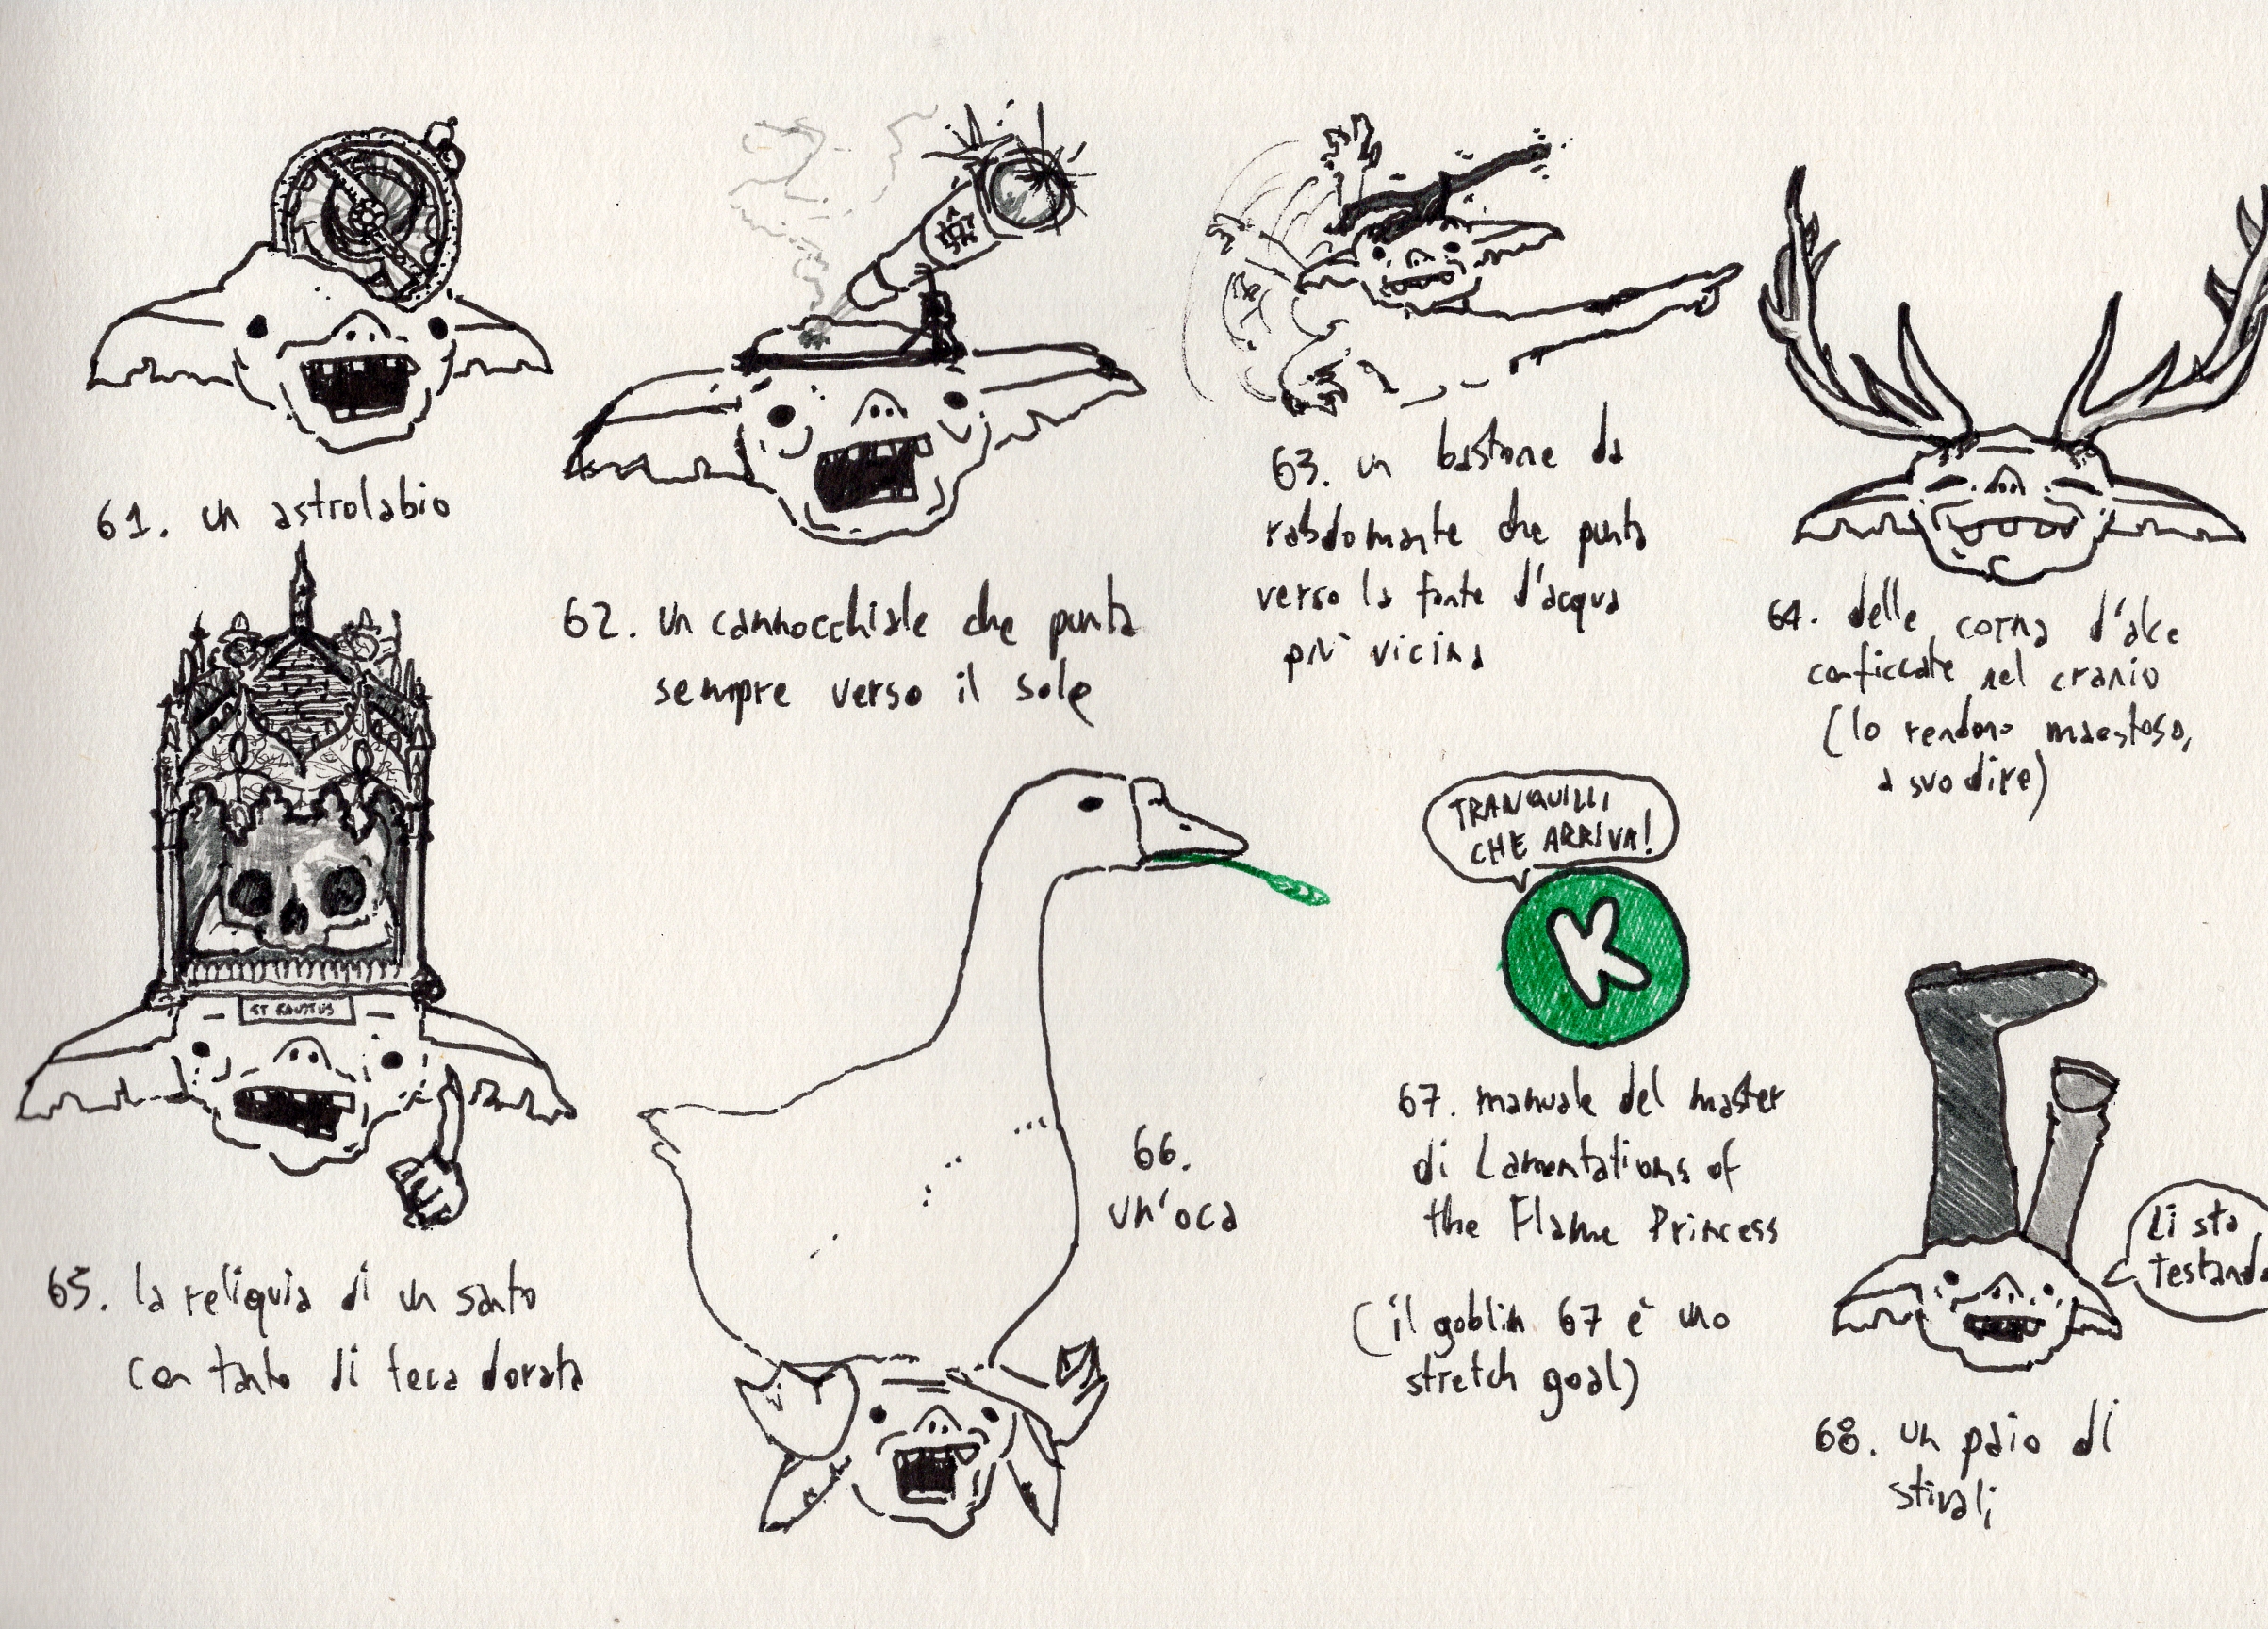 61. un astrolabio
62. un cannocchiale che punta
sempre verso il sole
63. un bastone da
rabdomante che punta
verso la fonte d'acqua
più vicina
64. delle corna d'alce
conficcate nel cranio
(lo rendono maestoso,
a suo dire)
ST FAUSTUS
65. la reliquia di un santo
con tanto di teca dorata
66.
un'oca
TRANQUILLI
CHE ARRIVA!
K
67. manuale del master
di Lamentations of
the Flame Princess
(il goblin 67 è uno
stretch goal)
Li sto
testando
68. un paio di
stivali